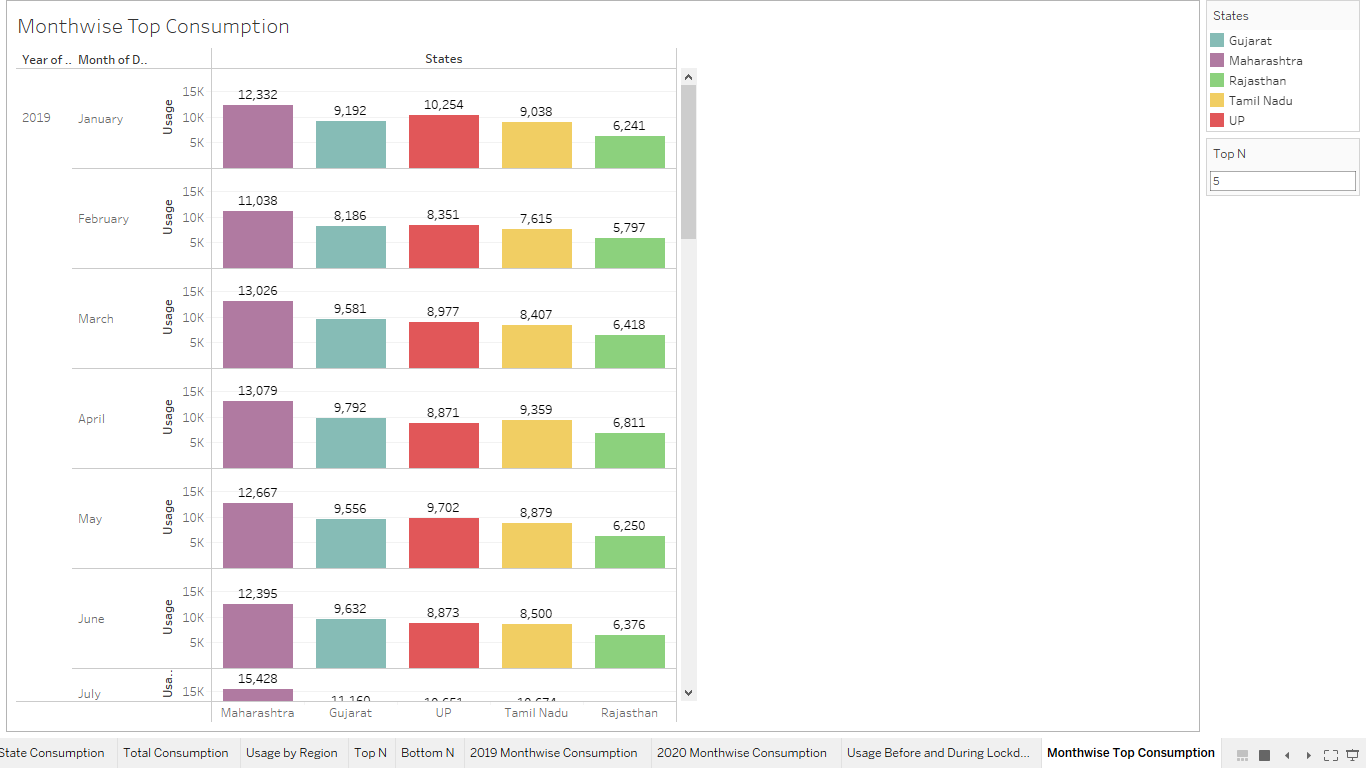 Monthwise Top Consumption
Year of .. Month of D.. States
2019 January Usage 15K 10K 5K 12,332 9,192 10,254 9,038 6,241
February Usage 15K 10K 5K 11,038 8,186 8,351 7,615 5,797
March Usage 15K 10K 5K 13,026 9,581 8,977 8,407 6,418
April Usage 15K 10K 5K 13,079 9,792 8,871 9,359 6,811
May Usage 15K 10K 5K 12,667 9,556 9,702 8,879 6,250
June Usage 15K 10K 5K 12,395 9,632 8,873 8,500 6,376
July Usa.. 15K 15,428
Maharashtra Gujarat UP Tamil Nadu Rajasthan
States
Gujarat
Maharashtra
Rajasthan
Tamil Nadu
UP
Top N
5
State Consumption Total Consumption Usage by Region Top N Bottom N 2019 Monthwise Consumption 2020 Monthwise Consumption Usage Before and During Lockd... Monthwise Top Consumption